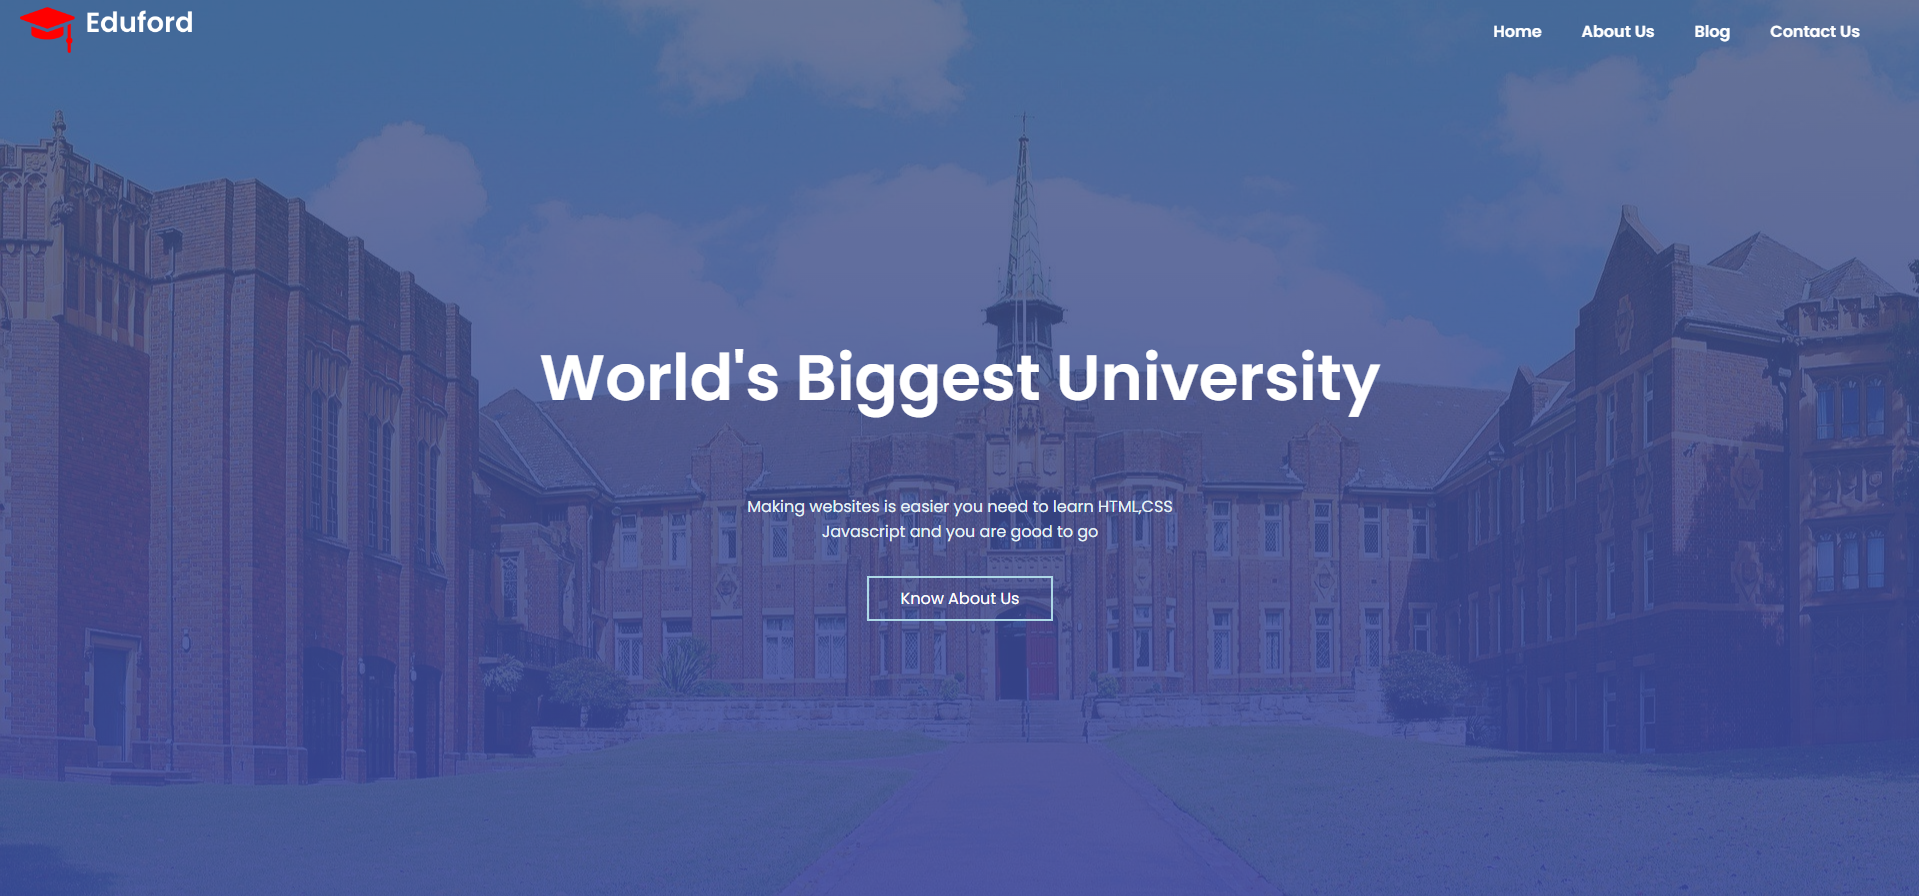 Eduford
Home
About Us
Blog
Contact Us
World's Biggest University
Making websites is easier you need to learn HTML,CSS
Javascript and you are good to go
Know About Us